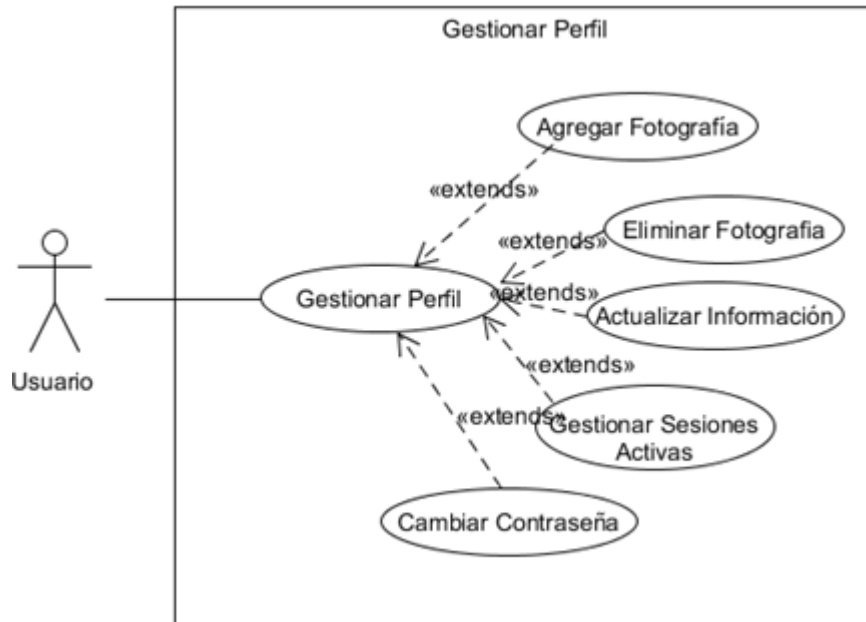 Gestionar Perfil
Agregar Fotografía
«extends»
Eliminar Fotografia
«extends»
Gestionar Perfil
«extends»
Actualizar Información
Usuario
«extends»
«extends»
Gestionar Sesiones
Activas
Cambiar Contraseña